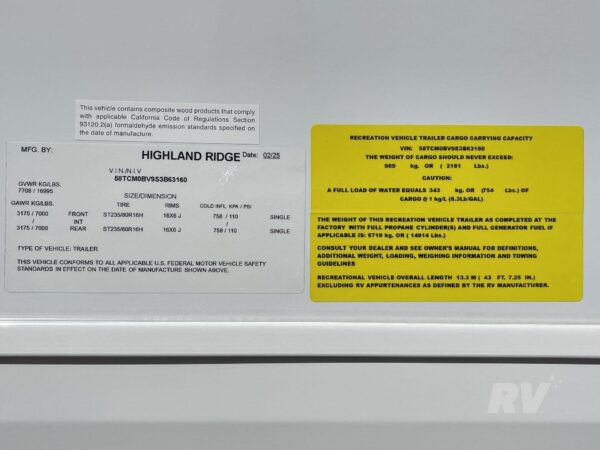 This vehicle contains composite wood products that comply
with applicable California Code of Regulations Section
93120.2(a) formaldehyde emission standards specified on
the date of manufacture.
MFG. BY: HIGHLAND RIDGE Date: 02/25
V I N / N I V
58TCM0BV9S3B63160
GVWR KG/LBS.
7708 / 16995
SIZE/DIMENSION
GAWR KG/LBS. TIRE RIMS COLD INFL KPA / PSI
3175 / 7000 FRONT ST235/80R16H 16X6 J 758 / 110 SINGLE
/ INT /
3175 / 7000 REAR ST235/80R16H 16X6 J 758 / 110 SINGLE
/ /
TYPE OF VEHICLE: TRAILER
THIS VEHICLE CONFORMS TO ALL APPLICABLE U.S. FEDERAL MOTOR VEHICLE SAFETY
STANDARDS IN EFFECT ON THE DATE OF MANUFACTURE SHOWN ABOVE.
RECREATION VEHICLE TRAILER CARGO CARRYING CAPACITY
VIN: 58TCM0BV9S3B63160
THE WEIGHT OF CARGO SHOULD NEVER EXCEED:
989 kg. OR ( 2181 Lbs.)
CAUTION:
A FULL LOAD OF WATER EQUALS 343 kg. OR (754 Lbs.) OF
CARGO @ 1 kg/L (8.3Lb/GAL)
THE WEIGHT OF THIS RECREATION VEHICLE TRAILER AS COMPLETED AT THE
FACTORY WITH FULL PROPANE CYLINDER(S) AND FULL GENERATOR FUEL IF
APPLICABLE IS: 6719 kg. OR ( 14814 Lbs.)
CONSULT YOUR DEALER AND SEE OWNER'S MANUAL FOR DEFINITIONS,
ADDITIONAL WEIGHT, LOADING, WEIGHING INFORMATION AND TOWING
GUIDELINES
RECREATIONAL VEHICLE OVERALL LENGTH 13.3 M ( 43 FT. 7.25 IN.)
EXCLUDING RV APPURTENANCES AS DEFINED BY THE RV MANUFACTURER.
RV